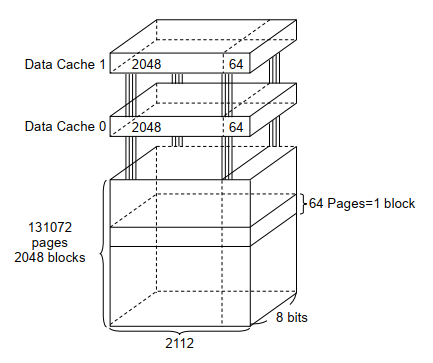 Data Cache 1
2048
64
Data Cache 0
2048
64
64 Pages=1 block
131072
pages
2048 blocks
8 bits
2112